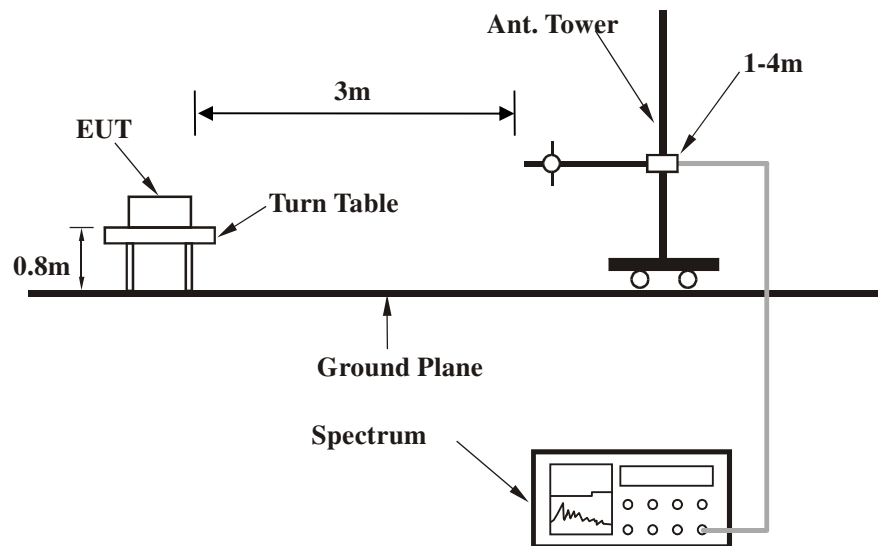 Ant. Tower
1-4m
3m
EUT
Turn Table
0.8m
Ground Plane
Spectrum